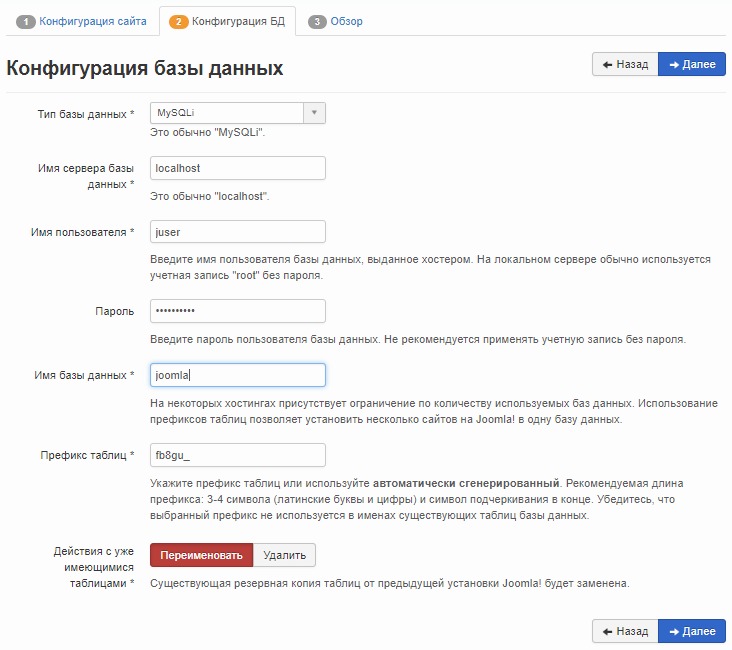 1 Конфигурация сайта 2 Конфигурация БД 3 Обзор
Конфигурация базы данных
Назад Далее
Тип базы данных * MySQLi
Это обычно "MySQLi".
Имя сервера базы
данных *
localhost
Это обычно "localhost".
Имя пользователя * juser
Введите имя пользователя базы данных, выданное хостером. На локальном сервере обычно используется
учетная запись "root" без пароля.
Пароль ••••••••••
Введите пароль пользователя базы данных. Не рекомендуется применять учетную запись без пароля.
Имя базы данных * joomla
На некоторых хостингах присутствует ограничение по количеству используемых баз данных. Использование
префиксов таблиц позволяет установить несколько сайтов на Joomla! в одну базу данных.
Префикс таблиц * fb8gu_
Укажите префикс таблиц или используйте автоматически сгенерированный. Рекомендуемая длина
префикса: 3-4 символа (латинские буквы и цифры) и символ подчеркивания в конце. Убедитесь, что
выбранный префикс не используется в именах существующих таблиц базы данных.
Действия с уже
имеющимися
таблицами *
Переименовать Удалить
Существующая резервная копия таблиц от предыдущей установки Joomla! будет заменена.
Назад Далее